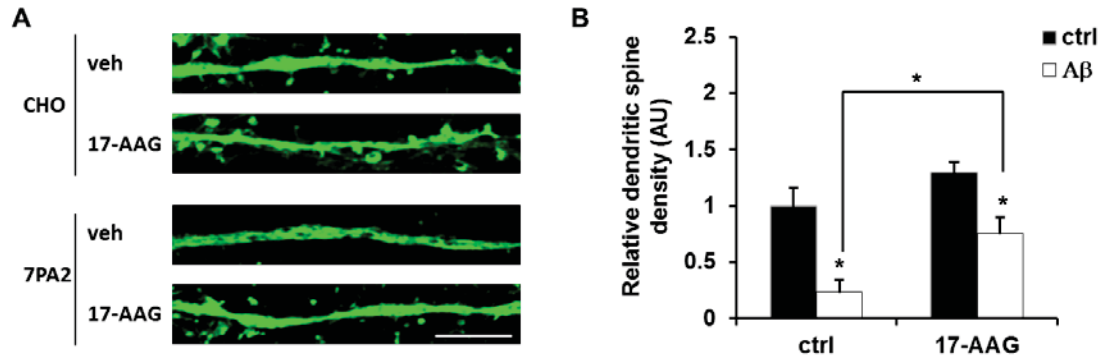 A
CHO
veh
17-AAG
7PA2
veh
17-AAG
B
Relative dendritic spine
density (AU)
2.5
2
1.5
1
0.5
0
*
*
*
ctrl
17-AAG
ctrl
Aβ